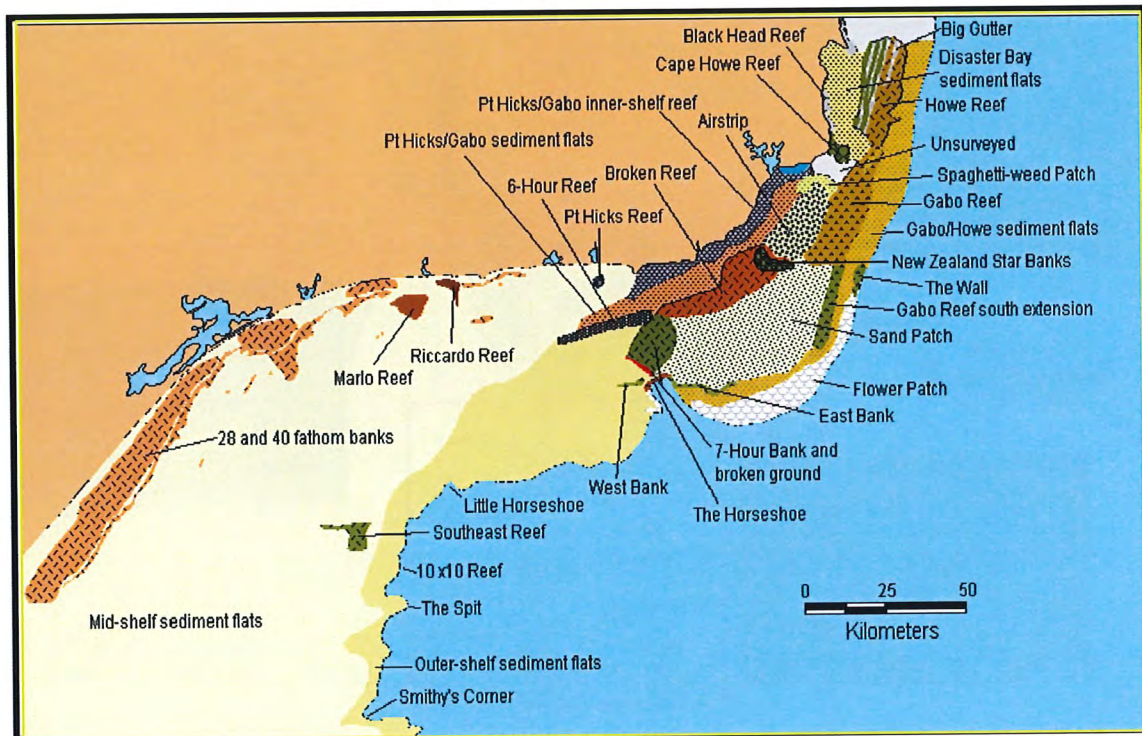 Big Gutter
Black Head Reef
Disaster Bay
sediment flats
Cape Howe Reef
Howe Reef
Pt Hicks/Gabo inner-shelf reef
Airstrip
Pt Hicks/Gabo sediment flats
Unsurveyed
6-Hour Reef
Broken Reef
Spaghetti-weed Patch
Pt Hicks Reef
Gabo Reef
Gabo/Howe sediment flats
New Zealand Star Banks
The Wall
Gabo Reef south extension
Sand Patch
Riccardo Reef
Marlo Reef
Flower Patch
East Bank
28 and 40 fathom banks
7-Hour Bank and
broken ground
West Bank
The Horseshoe
Little Horseshoe
Southeast Reef
10x10 Reef
The Spit
0 25 50
Kilometers
Mid-shelf sediment flats
Outer-shelf sediment flats
Smithy's Corner